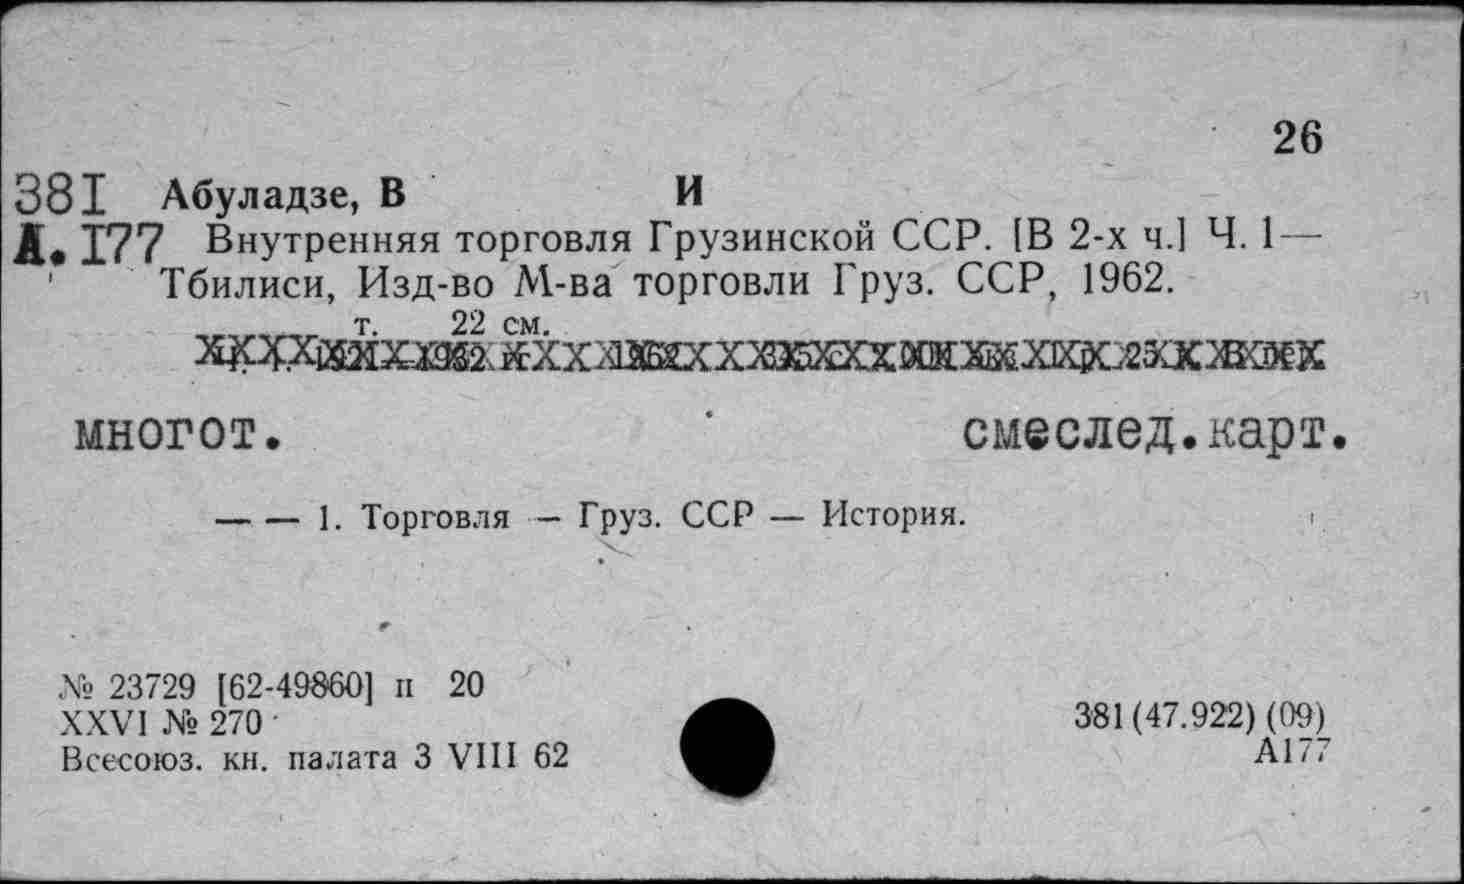 26
381 Абуладзе, В И
А.177 Внутренняя торговля Грузинской ССР. [В 2-х ч.] Ч. 1—
Тбилиси, Изд-во М-ва торговли Груз. ССР, 1962.
т. 22 см.
многот. см.след.карт.
— — 1. Торговля — Груз. ССР — История.
№ 23729 [62-49860] п 20
XXVI № 270
Всесоюз. кн. палата 3 VIII 62
381 (47.922) (09)
А177